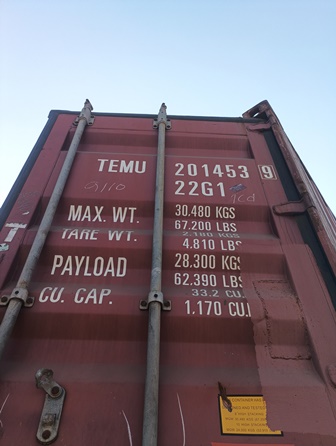 TEMU 201453 9
22G1
MAX. WT. 30.480 KGS
67.200 LBS
TARE WT. 2.180 KGS
4.810 LBS
PAYLOAD 28.300 KGS
62.390 LBS
CU. CAP. 33.2 CU.
1.170 CU.